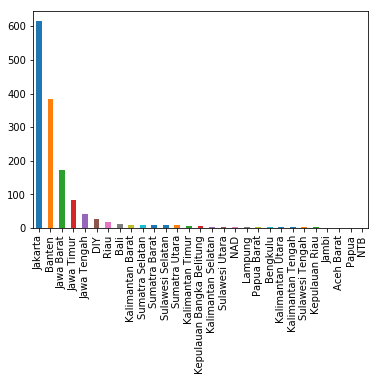 600
500
400
300
200
100
0
Jakarta
Banten
Jawa Barat
Jawa Timur
Jawa Tengah
DIY
Riau
Bali
Kalimantan Barat
Sumatra Selatan
Sumatra Barat
Sulawesi Selatan
Sumatra Utara
Kalimantan Timur
Kepulauan Bangka Belitung
Kalimantan Selatan
Sulawesi Utara
NAD
Lampung
Papua Barat
Bengkulu
Kalimantan Utara
Kalimantan Tengah
Sulawesi Tengah
Kepulauan Riau
Jambi
Aceh Barat
Papua
NTB